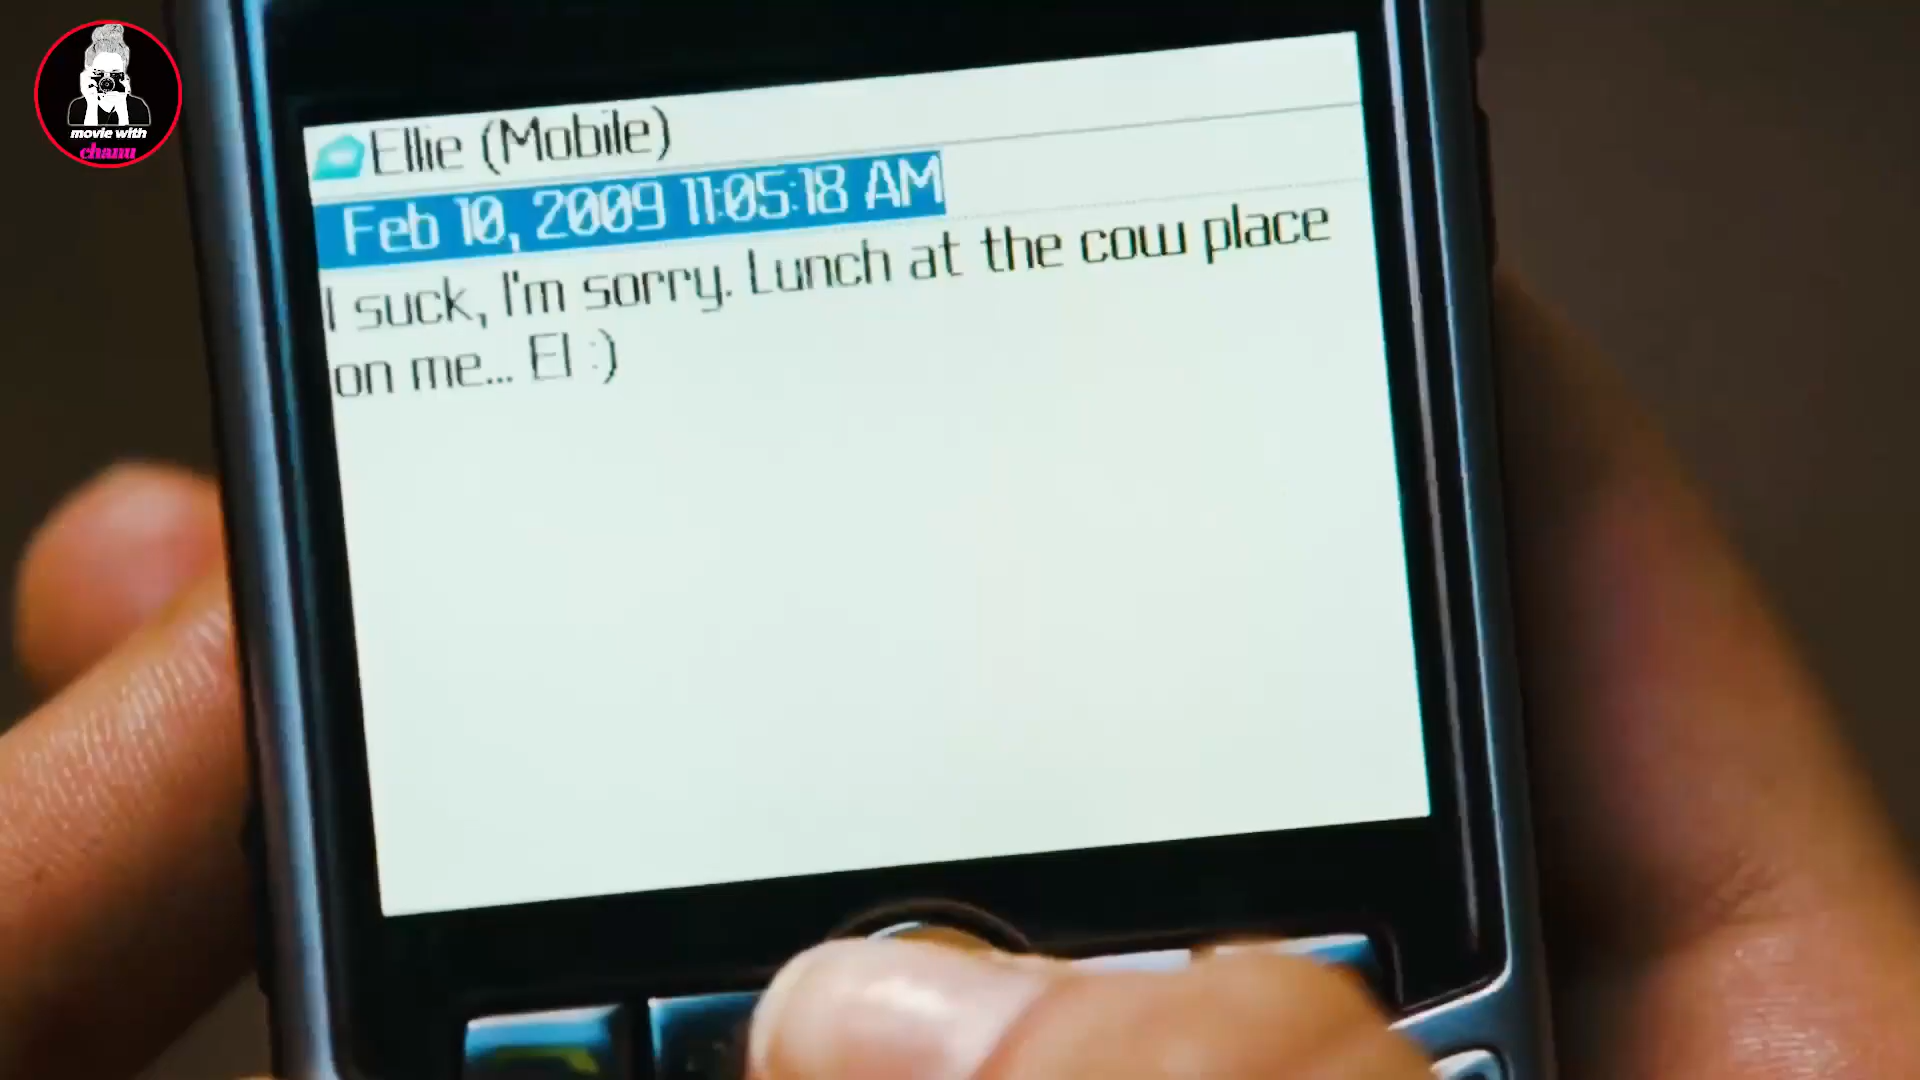 movie with
chanu
Ellie (Mobile)
Feb 10, 2009 11:05:18 AM
I suck, I'm sorry. Lunch at the cow place
on me... El :)